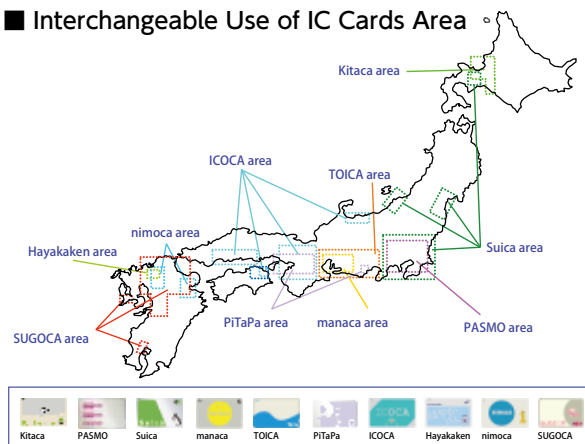 ■ Interchangeable Use of IC Cards Area
Kitaca area
ICOCA area
TOICA area
nimoca area
Hayakaken area
Suica area
PiTaPa area
manaca area
PASMO area
SUGOCA area
ICOCA
Kitaca PASMO Suica manaca TOICA PiTaPa ICOCA Hayakaken nimoca SUGOCA